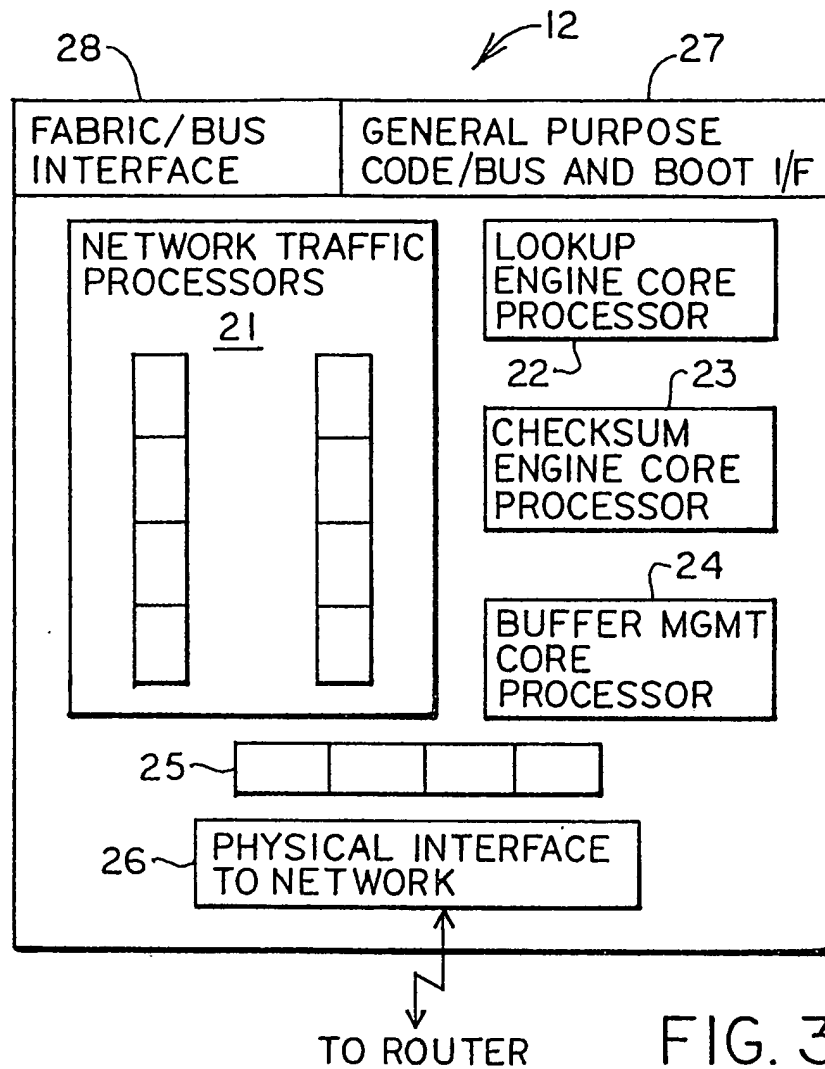 12
28
27
FABRIC/BUS
INTERFACE
GENERAL PURPOSE
CODE/BUS AND BOOT I/F
NETWORK TRAFFIC
PROCESSORS
21
LOOKUP
ENGINE CORE
PROCESSOR
22
23
CHECKSUM
ENGINE CORE
PROCESSOR
24
BUFFER MGMT
CORE
PROCESSOR
25
26
PHYSICAL INTERFACE
TO NETWORK
TO ROUTER
FIG. 3